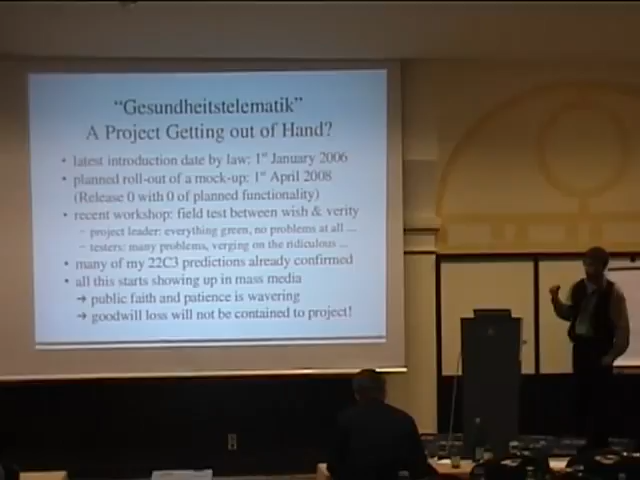 “Gesundheitstelematik”
A Project Getting out of Hand?
• latest introduction date by law: 1st January 2006
• planned roll-out of a mock-up: 1st April 2008
(Release 0 with 0 of planned functionality)
• recent workshop: field test between wish & verity
– project leader: everything green, no problems at all ...
– testers: many problems, verging on the ridiculous ...
• many of my 22C3 predictions already confirmed
• all this starts showing up in mass media
➔ public faith and patience is wavering
➔ goodwill loss will not be contained to project!